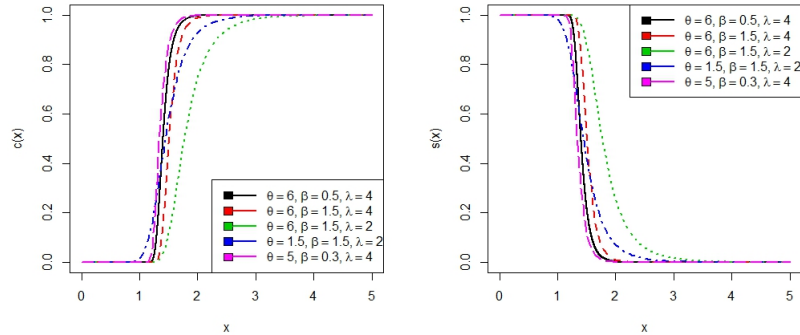 c(x)
1.0
0.8
0.6
0.4
0.2
0.0
θ = 6, β = 0.5, λ = 4
θ = 6, β = 1.5, λ = 4
θ = 6, β = 1.5, λ = 2
θ = 1.5, β = 1.5, λ = 2
θ = 5, β = 0.3, λ = 4
0 1 2 3 4 5
x
s(x)
1.0
0.8
0.6
0.4
0.2
0.0
θ = 6, β = 0.5, λ = 4
θ = 6, β = 1.5, λ = 4
θ = 6, β = 1.5, λ = 2
θ = 1.5, β = 1.5, λ = 2
θ = 5, β = 0.3, λ = 4
0 1 2 3 4 5
x